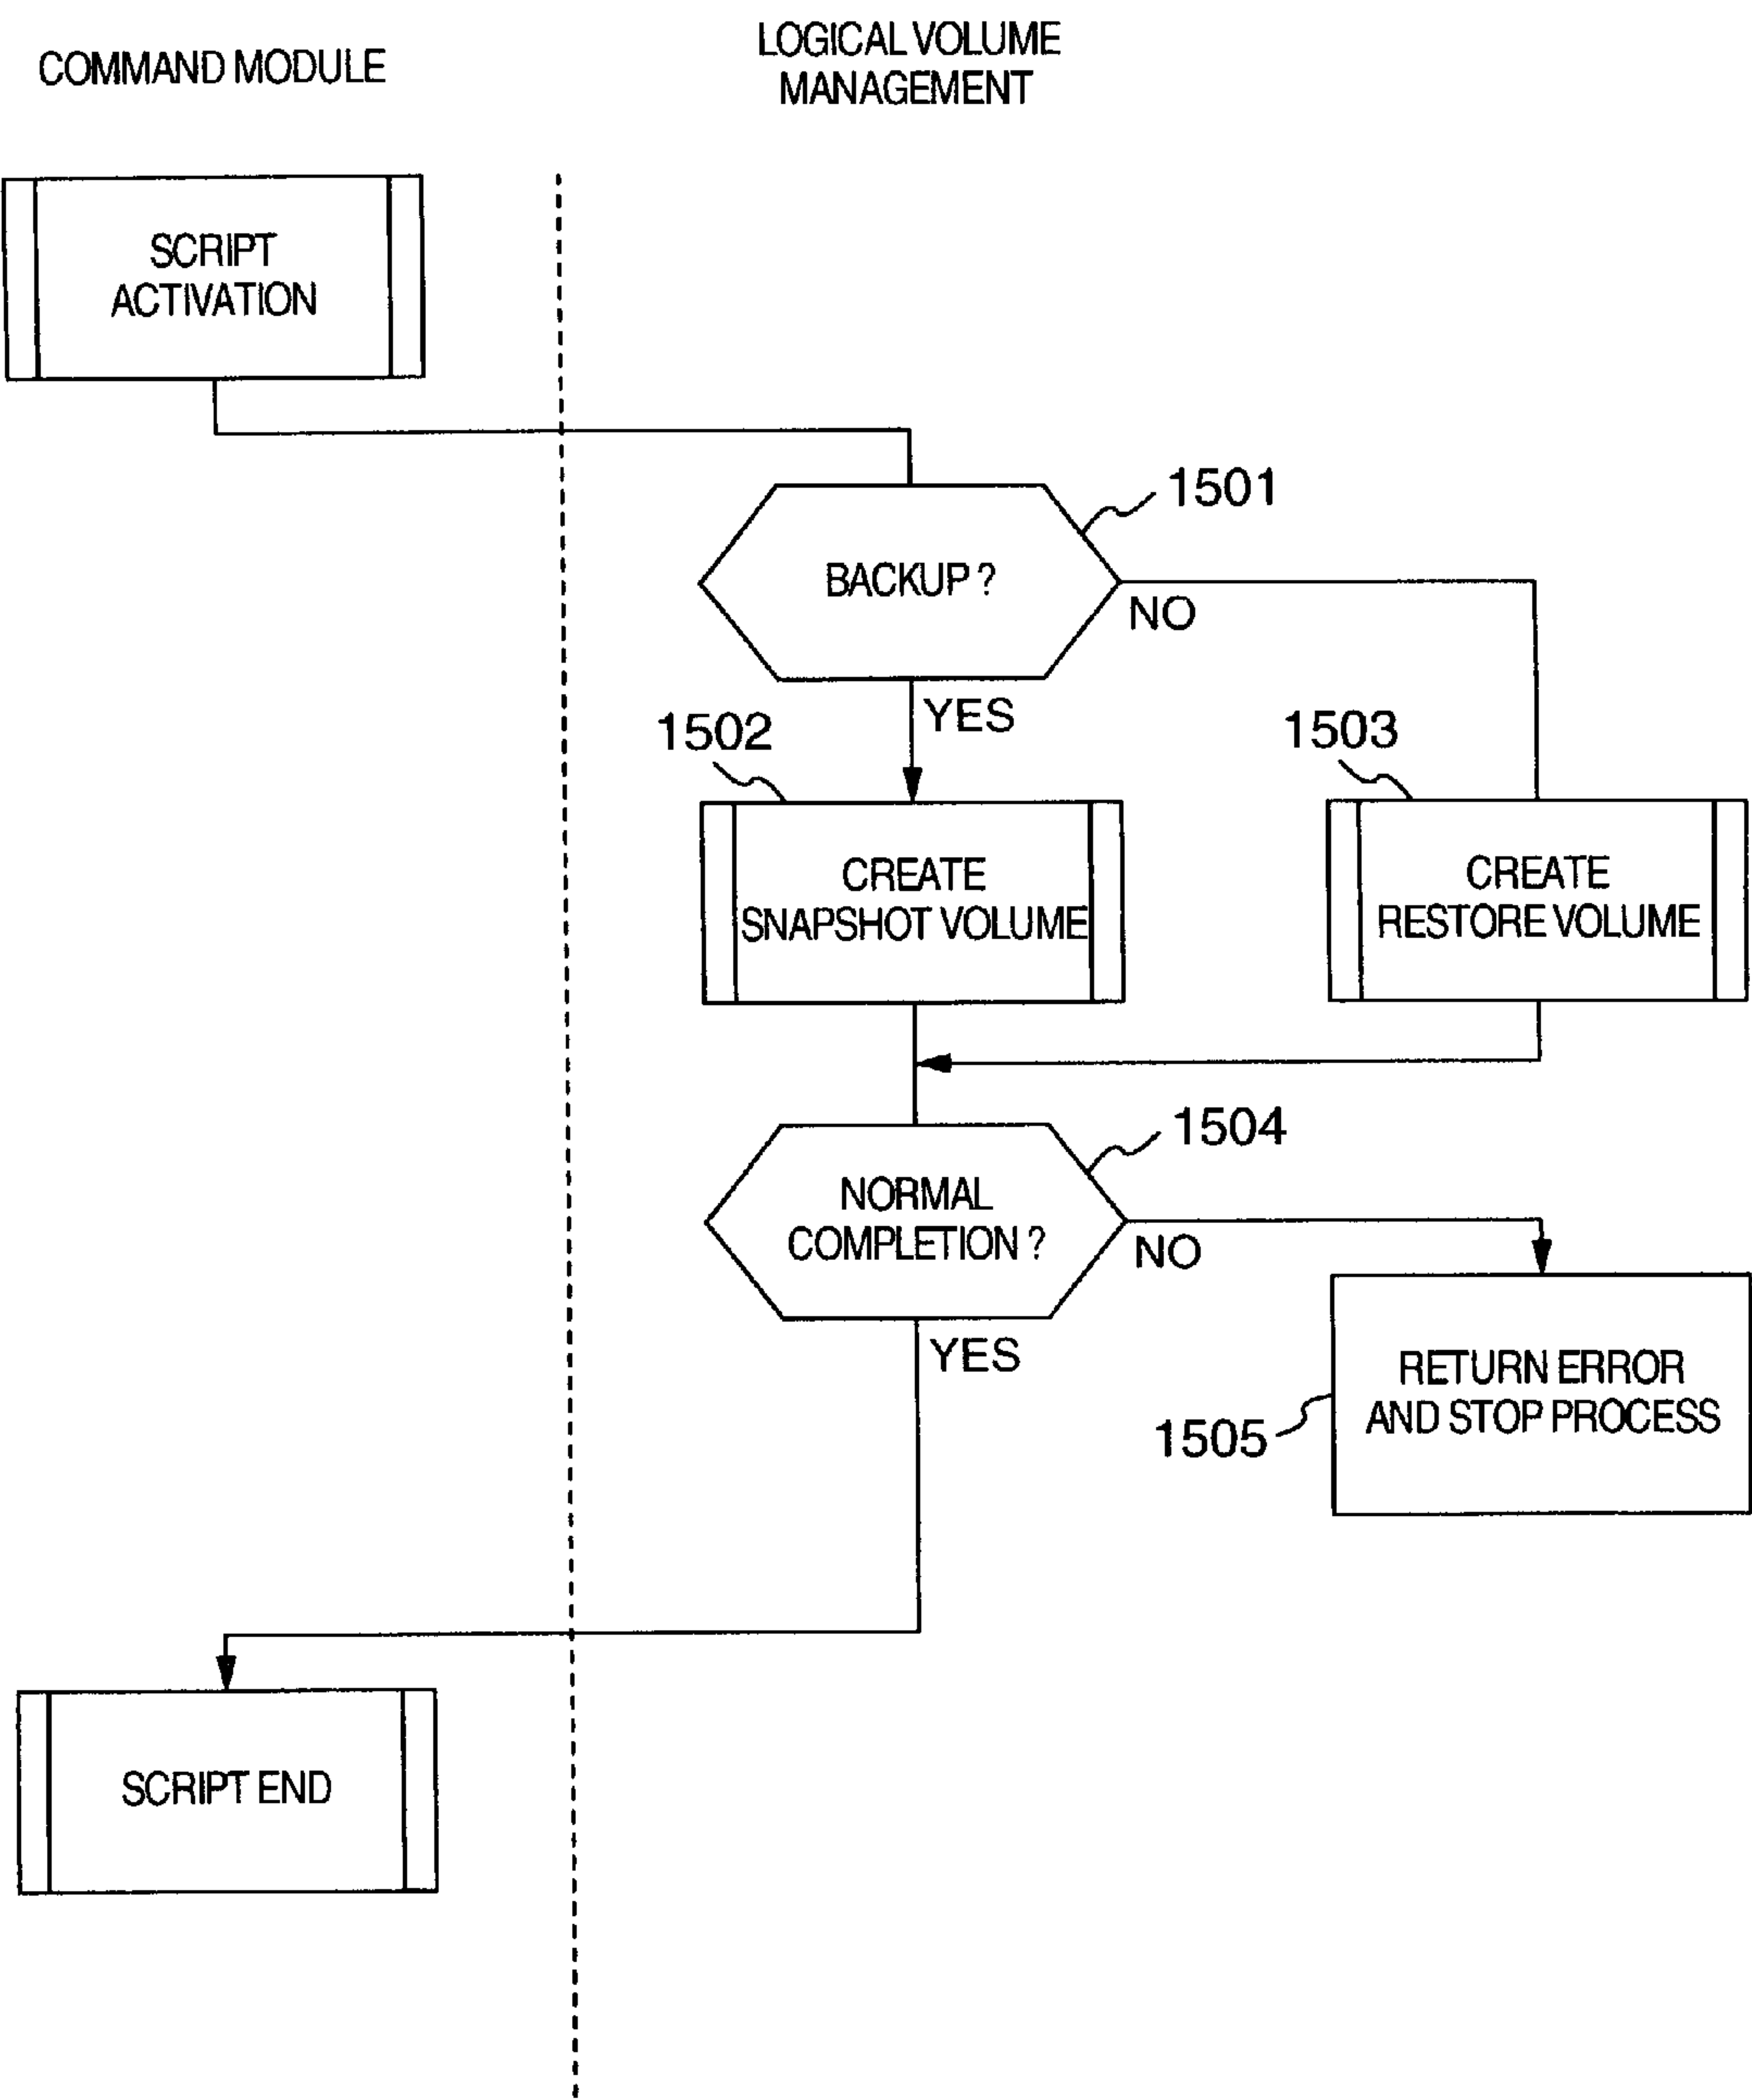 COMMAND MODULE
LOGICAL VOLUME
MANAGEMENT
SCRIPT
ACTIVATION
1501
BACKUP ?
NO
YES
1502
1503
CREATE
SNAPSHOT VOLUME
CREATE
RESTORE VOLUME
1504
NORMAL
COMPLETION ?
NO
YES
RETURN ERROR
AND STOP PROCESS
1505
SCRIPT END